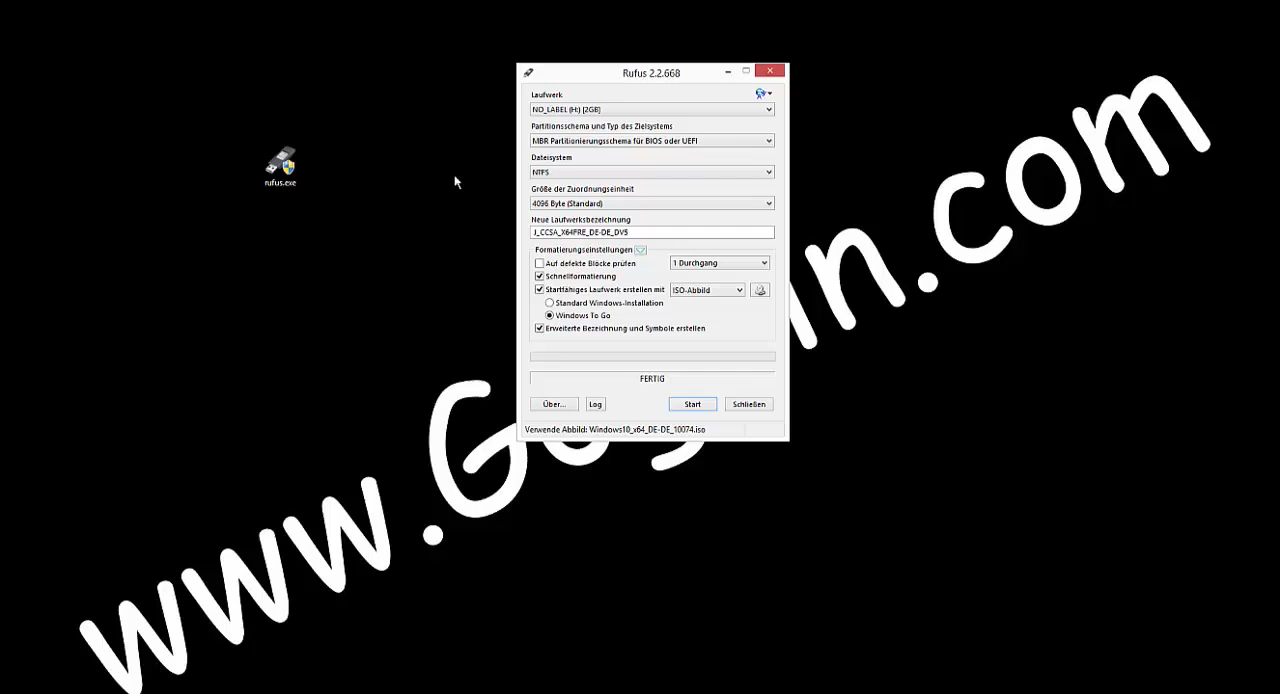 Rufus 2.2.668
Laufwerk
NO_LABEL (H:) [2GB]
Partitionsschema und Typ des Zielsystems
MBR Partitionierungsschema für BIOS oder UEFI
Dateisystem
NTFS
Größe der Zuordnungseinheit
4096 Byte (Standard)
Neue Laufwerksbezeichnung
J_CCSA_X64FRE_DE-DE_DV5
Formatierungseinstellungen
Auf defekte Blöcke prüfen 1 Durchgang
Schnellformatierung
Startfähiges Laufwerk erstellen mit ISO-Abbild
Standard Windows-Installation
Windows To Go
Erweiterte Bezeichnung und Symbole erstellen
FERTIG
Über... Log Start Schließen
Verwende Abbild: Windows10_x64_DE-DE_10074.iso
rufus.exe